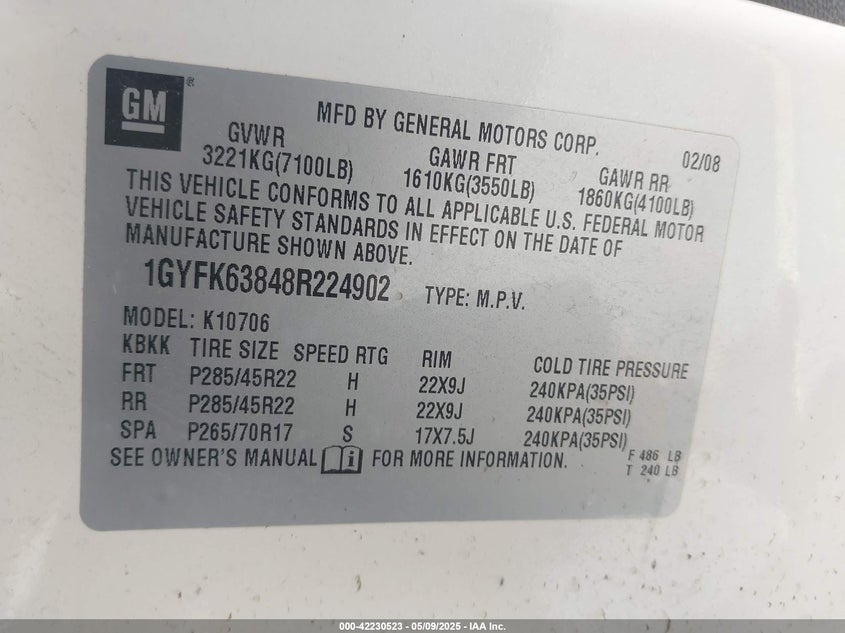 GM ®
MFD BY GENERAL MOTORS CORP. 02/08
GVWR GAWR FRT GAWR RR
3221KG(7100LB) 1610KG(3550LB) 1860KG(4100LB)
THIS VEHICLE CONFORMS TO ALL APPLICABLE U.S. FEDERAL MOTOR
VEHICLE SAFETY STANDARDS IN EFFECT ON THE DATE OF
MANUFACTURE SHOWN ABOVE.
1GYFK63848R224902 TYPE: M.P.V.
MODEL: K10706
KBKK TIRE SIZE SPEED RTG RIM COLD TIRE PRESSURE
FRT P285/45R22 H 22X9J 240KPA(35PSI)
RR P285/45R22 H 22X9J 240KPA(35PSI)
SPA P265/70R17 S 17X7.5J 240KPA(35PSI)
SEE OWNER'S MANUAL i FOR MORE INFORMATION.
F 486 LB
T 240 LB
000-42230523 - 05/09/2025 - IAA Inc.